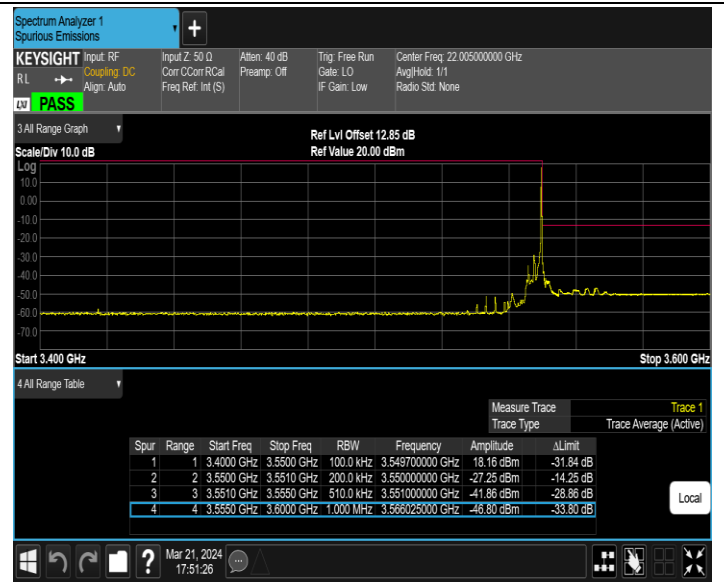 Spectrum Analyzer 1
Spurious Emissions
+
KEYSIGHT Input: RF Input Z: 50 Ω Atten: 40 dB Trig: Free Run Center Freq: 22.005000000 GHz
RL Coupling: DC Corr CCorr RCal Preamp: Off Gate: LO Avg|Hold: 1/1
Align: Auto Freq Ref: Int (S) IF Gain: Low Radio Std: None
LXI PASS
3 All Range Graph
Ref Lvl Offset 12.85 dB
Scale/Div 10.0 dB Ref Value 20.00 dBm
Log
10.0
0.00
-10.0
-20.0
-30.0
-40.0
-50.0
-60.0
-70.0
Start 3.400 GHz Stop 3.600 GHz
4 All Range Table
Measure Trace Trace 1
Trace Type Trace Average (Active)
Spur Range Start Freq Stop Freq RBW Frequency Amplitude ∆Limit
1 1 3.4000 GHz 3.5500 GHz 100.0 kHz 3.549700000 GHz 18.16 dBm -31.84 dB
2 2 3.5500 GHz 3.5510 GHz 200.0 kHz 3.550000000 GHz -27.25 dBm -14.25 dB
3 3 3.5510 GHz 3.5550 GHz 510.0 kHz 3.551000000 GHz -41.86 dBm -28.86 dB
4 4 3.5550 GHz 3.6000 GHz 1.000 MHz 3.566025000 GHz -46.80 dBm -33.80 dB
Local
? Mar 21, 2024
17:51:26